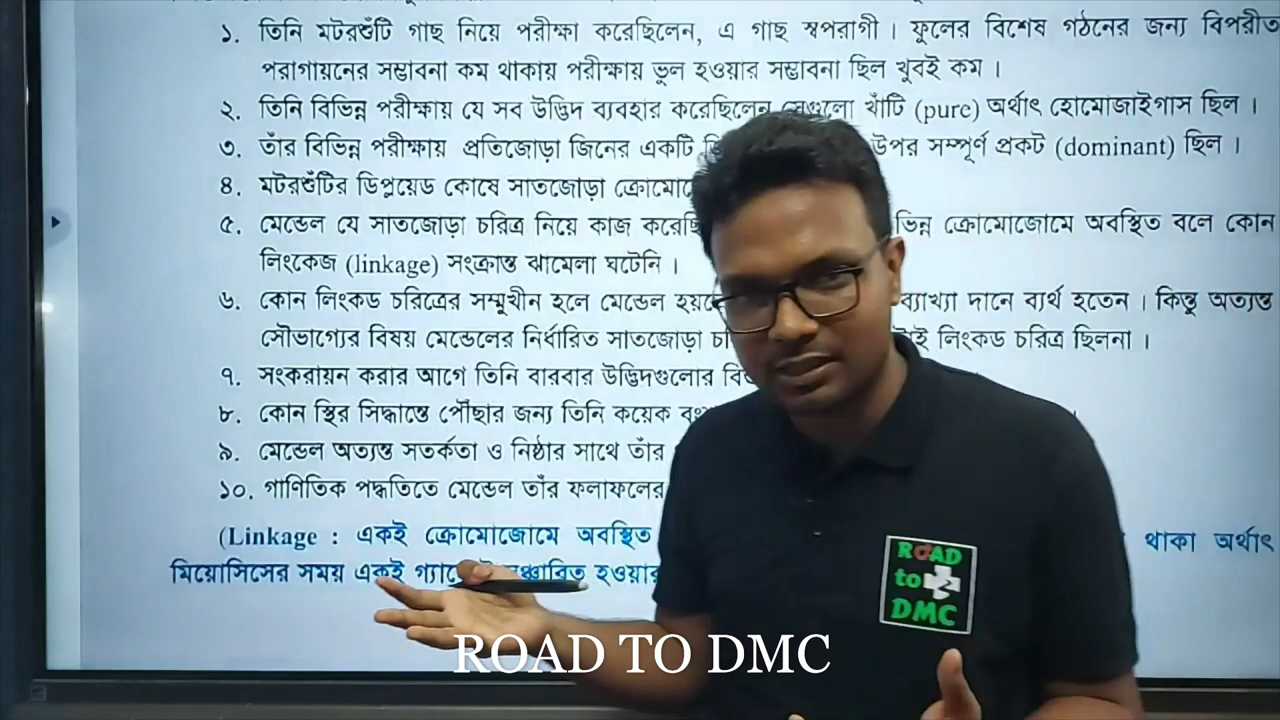 ১. তিনি মটরশুঁটি গাছ নিয়ে পরীক্ষা করেছিলেন, এ গাছ স্বপরাগী। ফুলের বিশেষ গঠনের জন্য বিপরীত
পরাগায়নের সম্ভাবনা কম থাকায় পরীক্ষায় ভুল হওয়ার সম্ভাবনা ছিল খুবই কম।
২. তিনি বিভিন্ন পরীক্ষায় যে সব উদ্ভিদ ব্যবহার করেছিলেন সেগুলো খাঁটি (pure) অর্থাৎ হোমোজাইগাস ছিল।
৩. তাঁর বিভিন্ন পরীক্ষায় প্রতিজোড়া জিনের একটি উপর সম্পূর্ণ প্রকট (dominant) ছিল।
৪. মটরশুঁটির ডিপ্লয়েড কোষে সাতজোড়া
৫. মেন্ডেল যে সাতজোড়া চরিত্র নিয়ে কাজ ক্রোমোজোমে অবস্থিত বলে কোন
লিংকেজ (linkage) সংক্রান্ত ঝামেলা ঘটেনি।
৬. কোন লিংকড চরিত্রের সম্মুখীন হলে মেন্ডেল ব্যাখ্যা দানে ব্যর্থ হতেন। কিন্তু অত্যন্ত
সৌভাগ্যের বিষয় মেন্ডেলের নির্ধারিত সাতজোড়া লিংকড চরিত্র ছিলনা।
৭. সংকরায়ন করার আগে তিনি বারবার উদ্ভিদগুলোর
৮. কোন স্থির সিদ্ধান্তে পৌঁছার জন্য তিনি কয়েক
৯. মেন্ডেল অত্যন্ত সতর্কতা ও নিষ্ঠার সাথে তাঁর
১০. গাণিতিক পদ্ধতিতে মেন্ডেল তাঁর ফলাফলের
(Linkage : একই ক্রোমোজোমে অবস্থিত থাকা অর্থাৎ
মিয়োসিসের সময় একই
ROAD
to
DMC
ROAD TO DMC